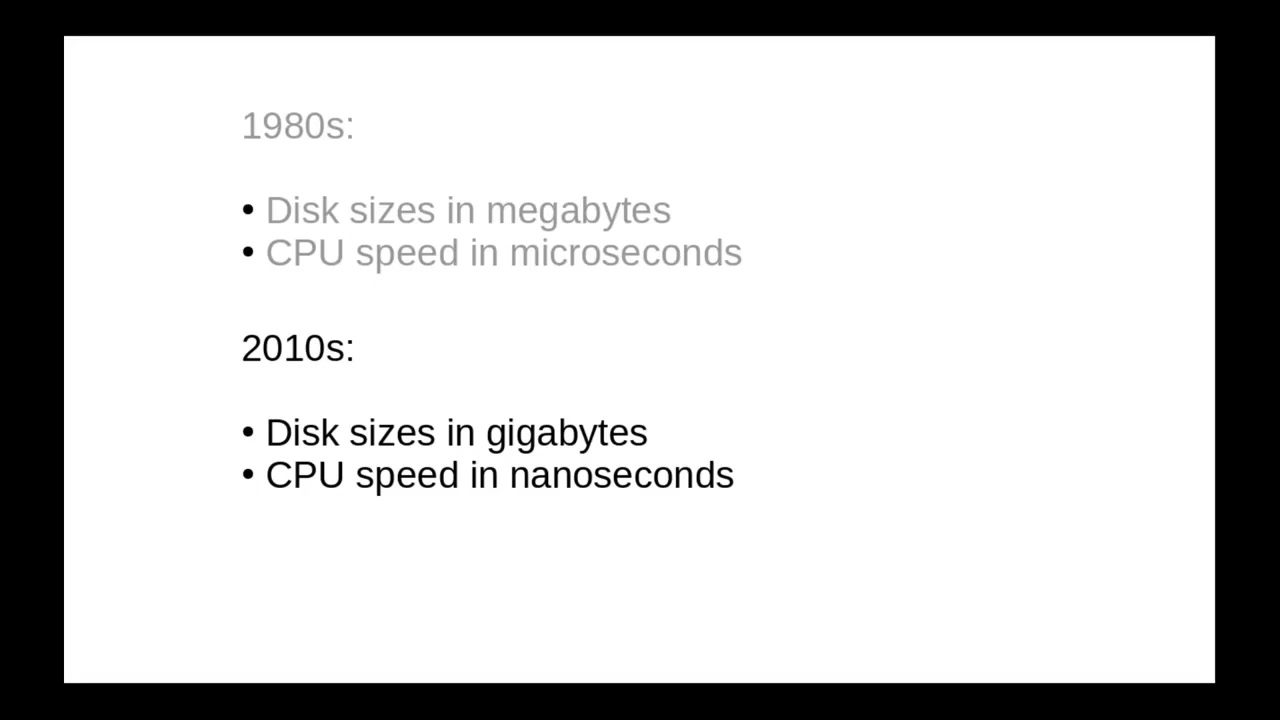 1980s:
• Disk sizes in megabytes
• CPU speed in microseconds
2010s:
• Disk sizes in gigabytes
• CPU speed in nanoseconds